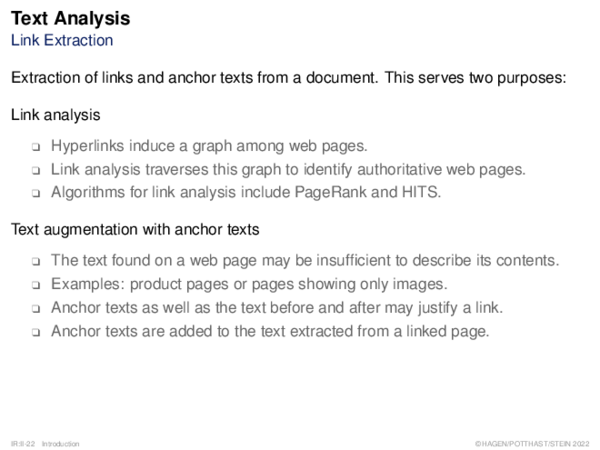 Text Analysis
Link Extraction
Extraction of links and anchor texts from a document. This serves two purposes:
Link analysis
❑ Hyperlinks induce a graph among web pages.
❑ Link analysis traverses this graph to identify authoritative web pages.
❑ Algorithms for link analysis include PageRank and HITS.
Text augmentation with anchor texts
❑ The text found on a web page may be insufficient to describe its contents.
❑ Examples: product pages or pages showing only images.
❑ Anchor texts as well as the text before and after may justify a link.
❑ Anchor texts are added to the text extracted from a linked page.
IR:II-22 Introduction ©HAGEN/POTTHAST/STEIN 2022